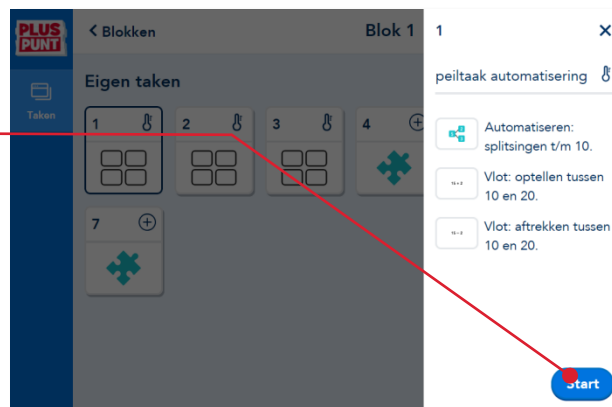 PLUS
PUNT
Taken
< Blokken
Blok 1
Eigen taken
1
2
3
4
7
1
peiltaak automatisering
Automatiseren:
splitsingen t/m 10.
Vlot: optellen tussen
10 en 20.
Vlot: aftrekken tussen
10 en 20.
Start